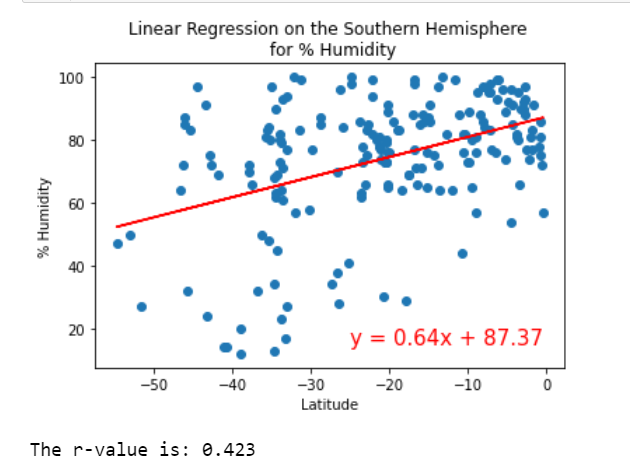 Linear Regression on the Southern Hemisphere
for % Humidity
100
80
60
40
20
% Humidity
y = 0.64x + 87.37
−50 −40 −30 −20 −10 0
Latitude
The r-value is: 0.423